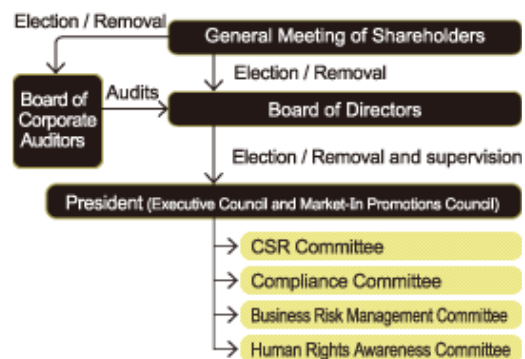 Election / Removal
General Meeting of Shareholders
Election / Removal
Board of
Corporate
Auditors
Audits
Board of Directors
Election / Removal and supervision
President (Executive Council and Market-In Promotions Council)
CSR Committee
Compliance Committee
Business Risk Management Committee
Human Rights Awareness Committee